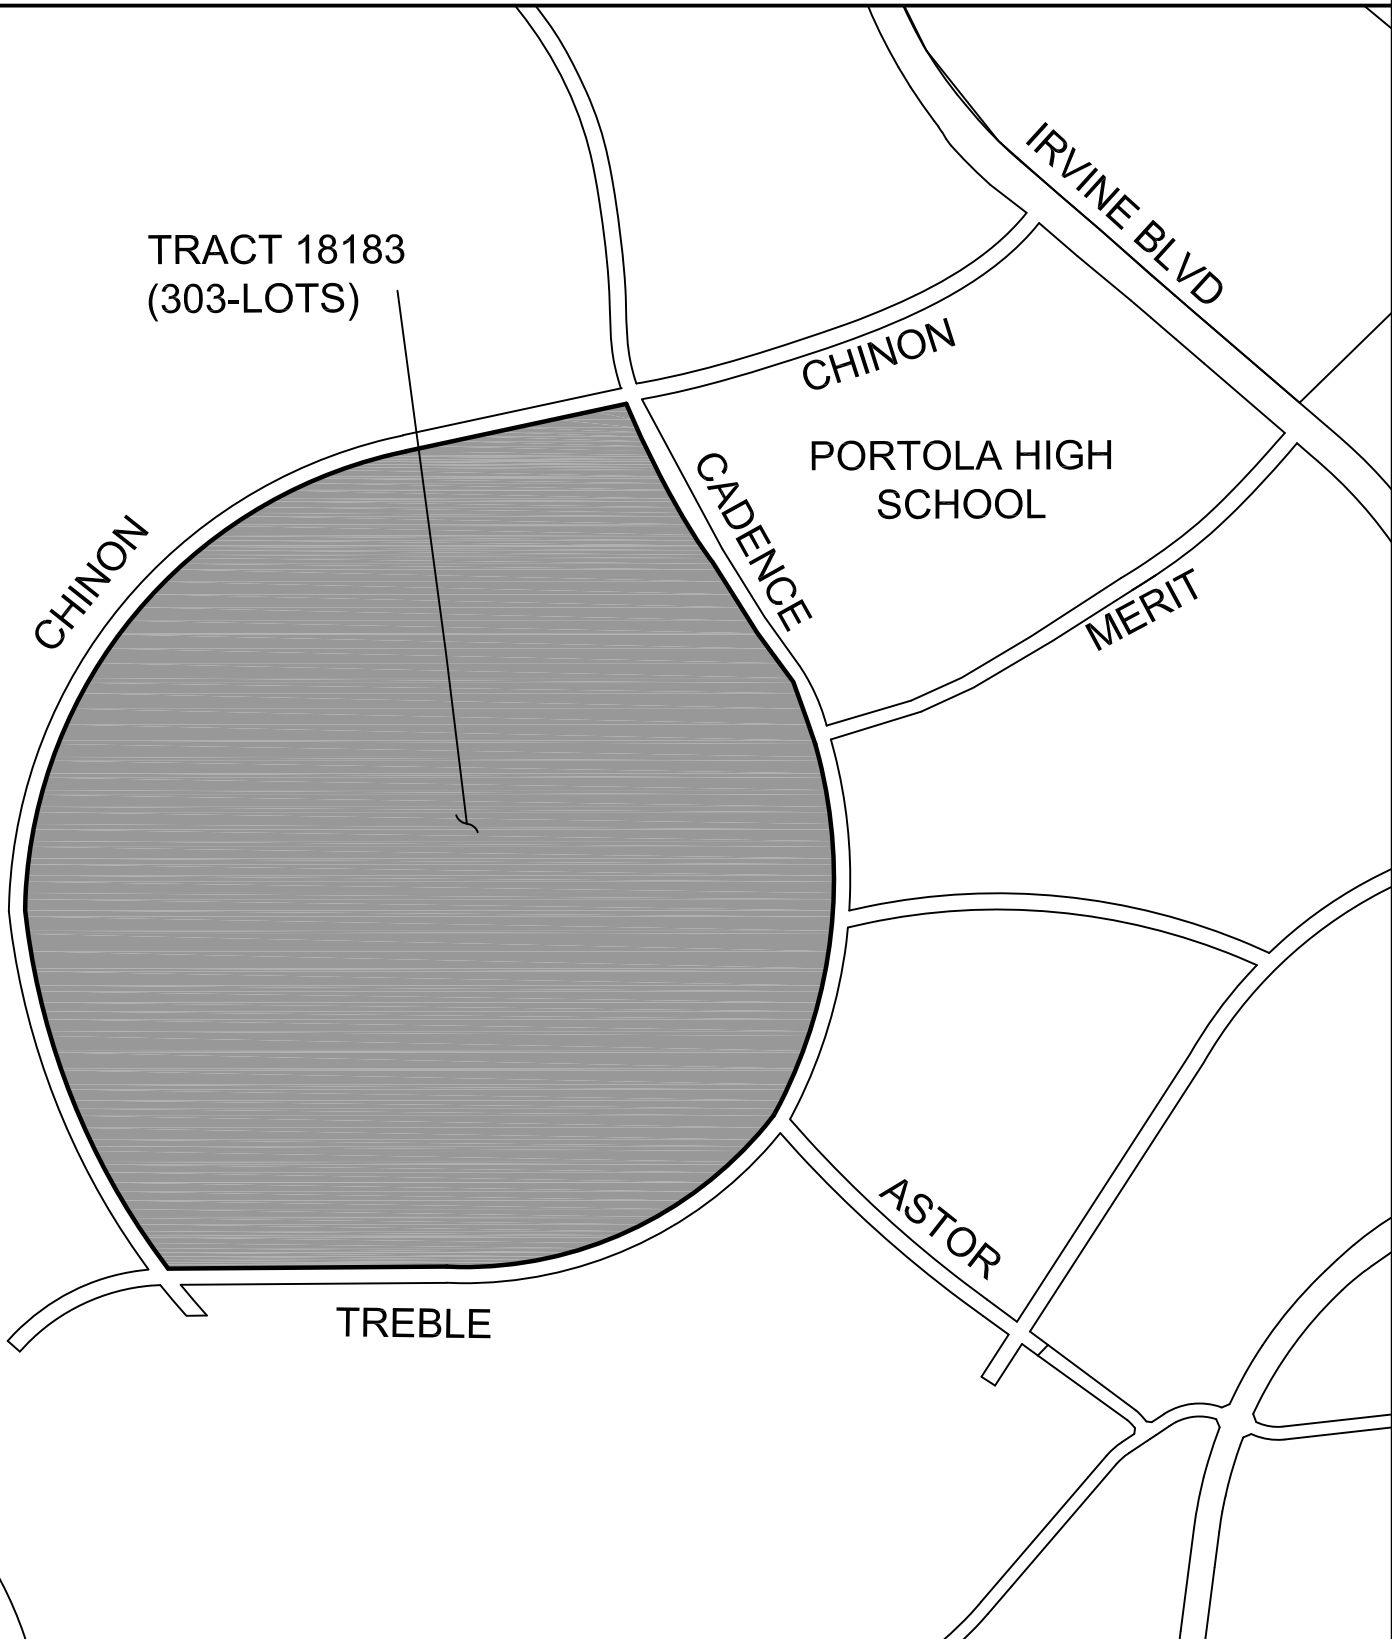 IRVINE BLVD
TRACT 18183
(303-LOTS)
CHINON
PORTOLA HIGH
SCHOOL
CADENCE
CHINON
MERIT
ASTOR
TREBLE